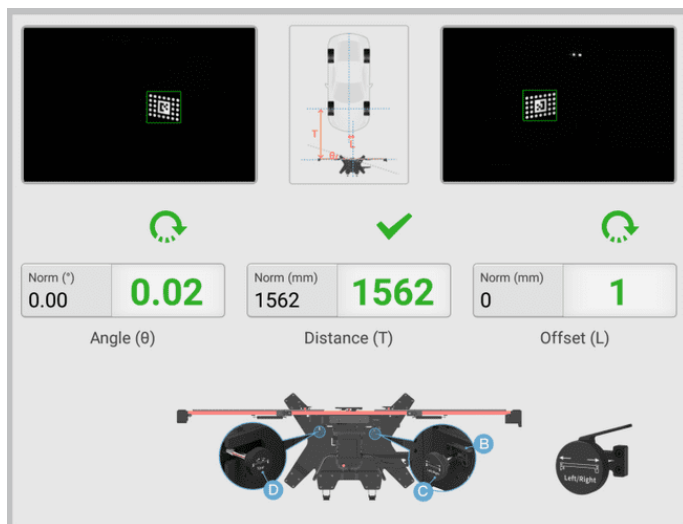 T
L
θ
Norm (°)
0.00
0.02
Norm (mm)
1562
1562
Norm (mm)
0
1
Angle (θ)
Distance (T)
Offset (L)
L
B
D
C
Left/Right